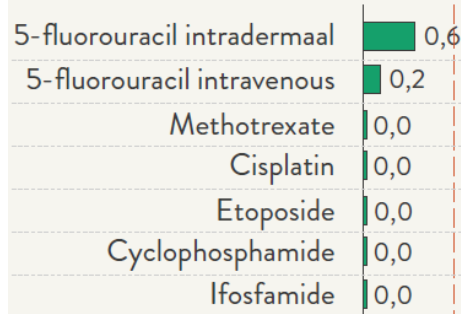 5-fluorouracil intradermaal 0,6
5-fluorouracil intravenous 0,2
Methotrexate 0,0
Cisplatin 0,0
Etoposide 0,0
Cyclophosphamide 0,0
Ifosfamide 0,0